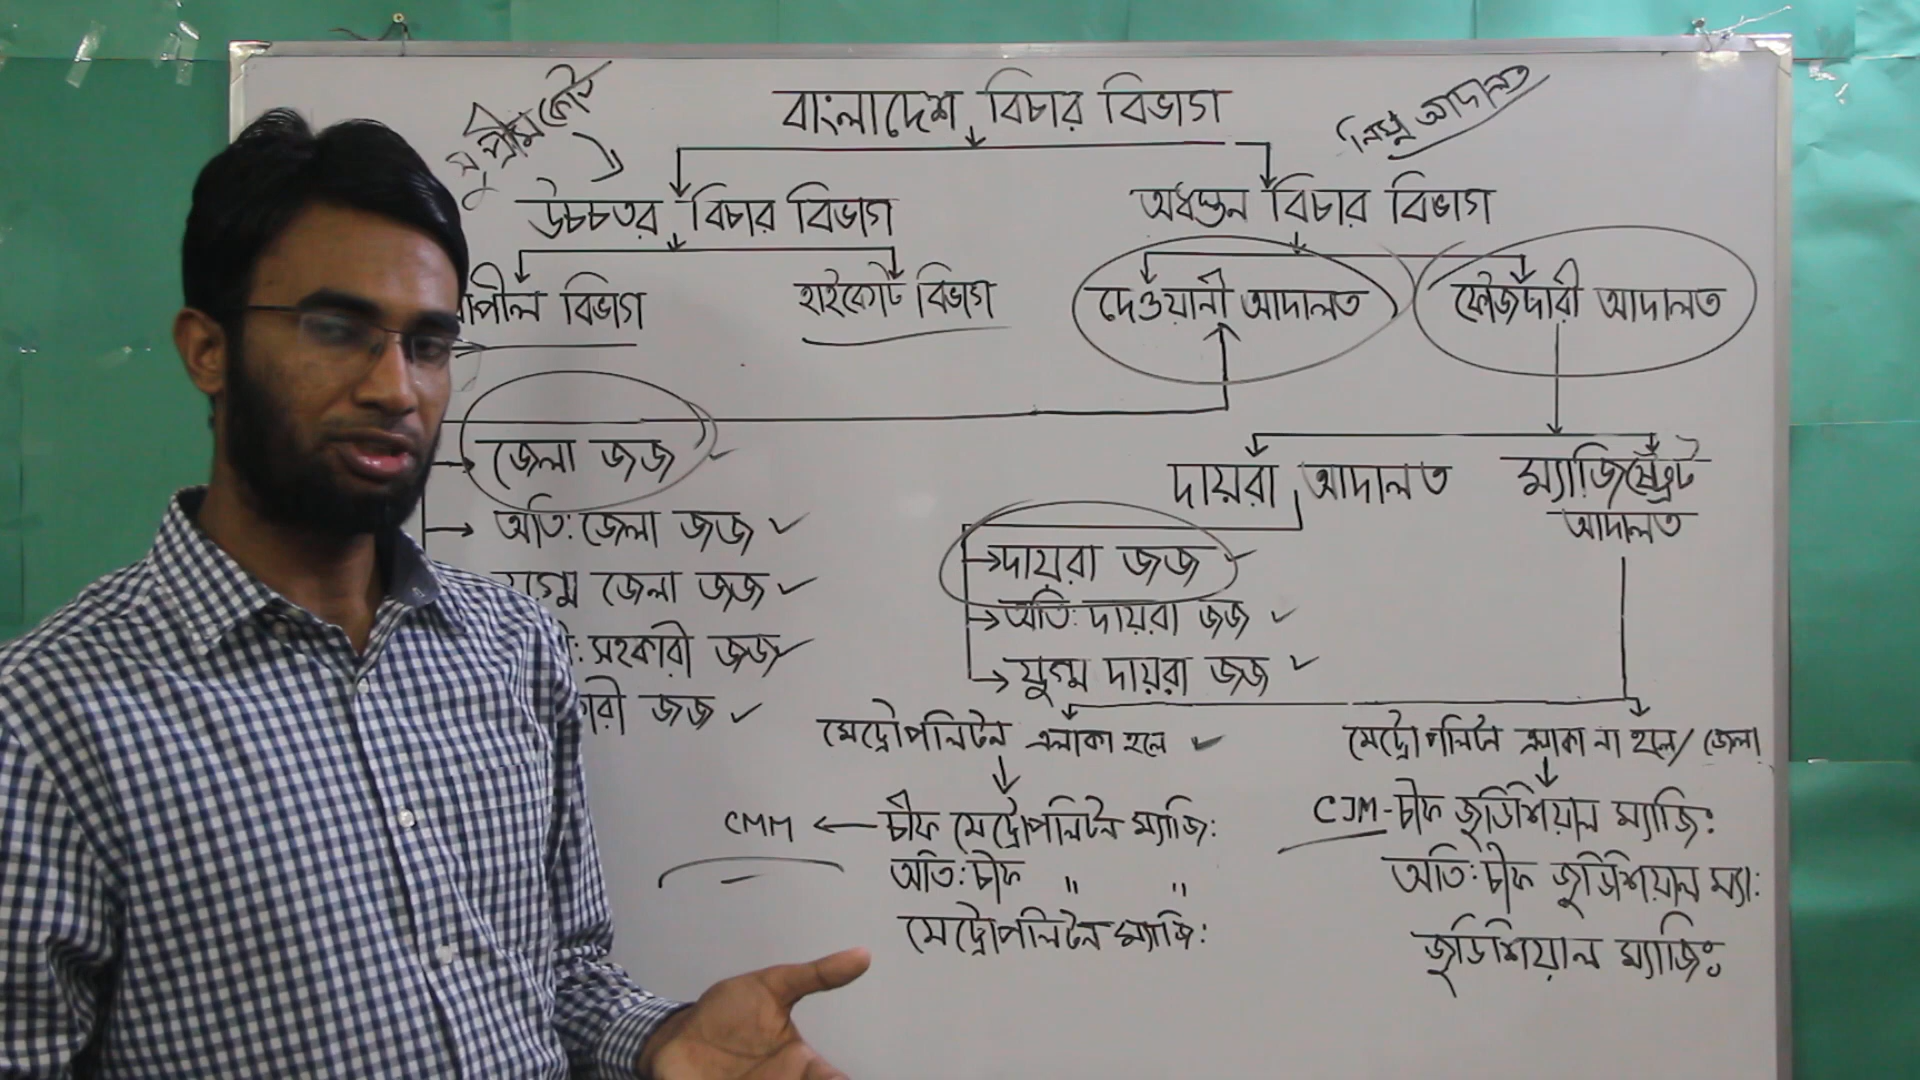 বাংলাদেশ বিচার বিভাগ
সুপ্রীম কোর্ট
নিম্ন আদালত
উচ্চতর বিচার বিভাগ
অধস্তন বিচার বিভাগ
পীল বিভাগ
হাইকোর্ট বিভাগ
দেওয়ানী আদালত
ফৌজদারী আদালত
জেলা জজ
অতি: জেলা জজ
জেলা জজ
সহকারী জজ
জজ
দায়রা আদালত
ম্যাজিস্ট্রেট
আদালত
দায়রা জজ
অতি: দায়রা জজ
যুগ্ম দায়রা জজ
মেট্রোপলিটন এলাকা হলে
মেট্রোপলিটন এলাকা না হলে/জেলা
CMM ← চীফ মেট্রোপলিটন ম্যাজি:
অতি: চীফ " "
মেট্রোপলিটন ম্যাজি:
CJM-চীফ জুডিশিয়াল ম্যাজি:
অতি: চীফ জুডিশিয়াল ম্যা:
জুডিশিয়াল ম্যাজি: